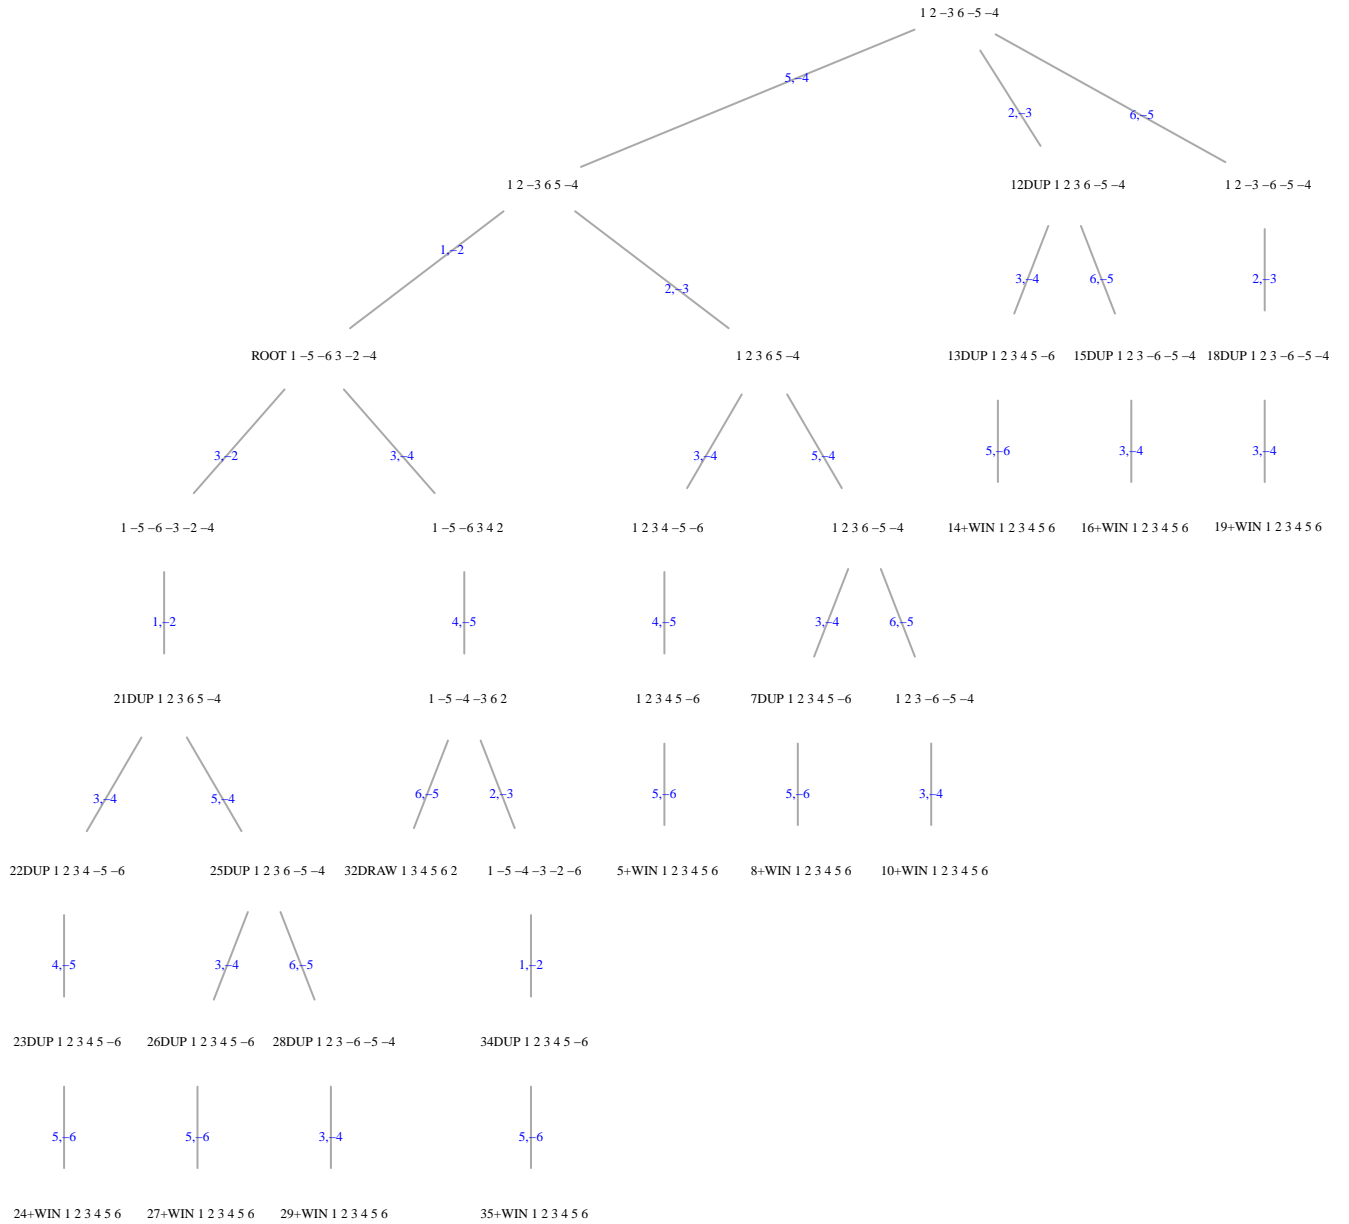 1 2 −3 6 −5 −4
5,−4
2,−3
6,−5
1 2 −3 6 5 −4
12DUP 1 2 3 6 −5 −4
1 2 −3 −6 −5 −4
1,−2
2,−3
3,−4
6,−5
2,−3
ROOT 1 −5 −6 3 −2 −4
1 2 3 6 5 −4
13DUP 1 2 3 4 5 −6
15DUP 1 2 3 −6 −5 −4
18DUP 1 2 3 −6 −5 −4
3,−2
3,−4
3,−4
5,−4
5,−6
3,−4
3,−4
1 −5 −6 −3 −2 −4
1 −5 −6 3 4 2
1 2 3 4 −5 −6
1 2 3 6 −5 −4
14+WIN 1 2 3 4 5 6
16+WIN 1 2 3 4 5 6
19+WIN 1 2 3 4 5 6
1,−2
4,−5
4,−5
3,−4
6,−5
21DUP 1 2 3 6 5 −4
1 −5 −4 −3 6 2
1 2 3 4 5 −6
7DUP 1 2 3 4 5 −6
1 2 3 −6 −5 −4
3,−4
5,−4
6,−5
2,−3
5,−6
5,−6
3,−4
22DUP 1 2 3 4 −5 −6
25DUP 1 2 3 6 −5 −4
32DRAW 1 3 4 5 6 2
1 −5 −4 −3 −2 −6
5+WIN 1 2 3 4 5 6
8+WIN 1 2 3 4 5 6
10+WIN 1 2 3 4 5 6
4,−5
3,−4
6,−5
1,−2
23DUP 1 2 3 4 5 −6
26DUP 1 2 3 4 5 −6
28DUP 1 2 3 −6 −5 −4
34DUP 1 2 3 4 5 −6
5,−6
5,−6
3,−4
5,−6
24+WIN 1 2 3 4 5 6
27+WIN 1 2 3 4 5 6
29+WIN 1 2 3 4 5 6
35+WIN 1 2 3 4 5 6